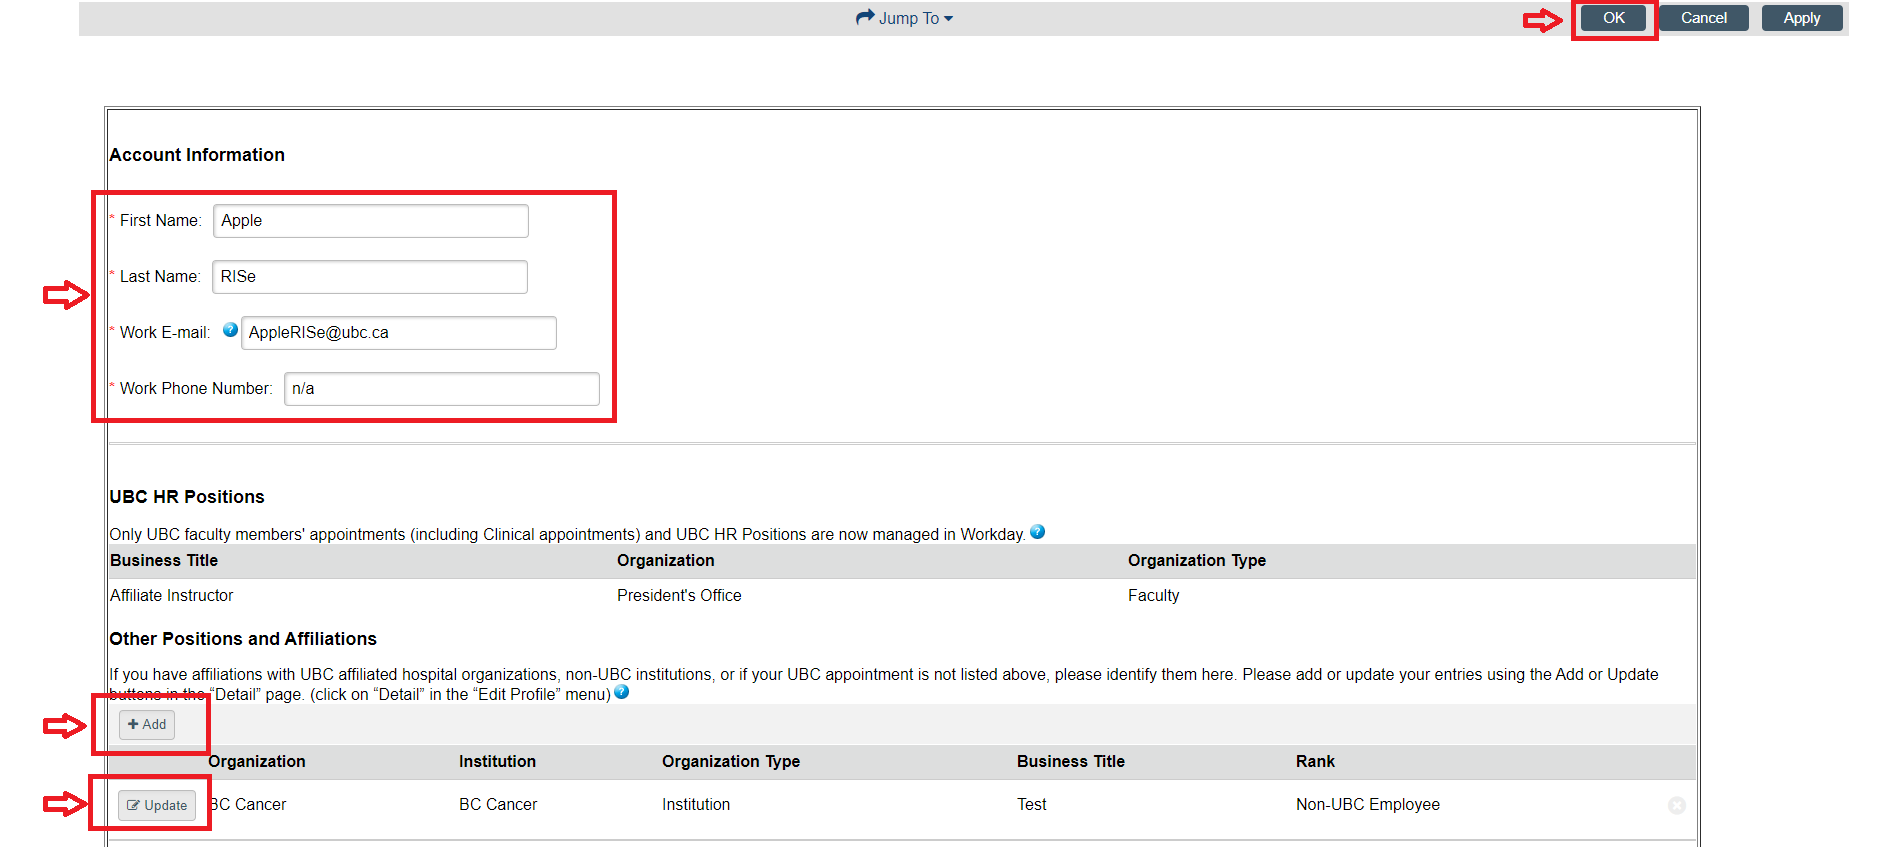 Jump To
OK Cancel Apply
Account Information
* First Name: Apple
* Last Name: RISe
* Work E-mail: ? AppleRISe@ubc.ca
* Work Phone Number: n/a
UBC HR Positions
Only UBC faculty members' appointments (including Clinical appointments) and UBC HR Positions are now managed in Workday. ?
Business Title Organization Organization Type
Affiliate Instructor President's Office Faculty
Other Positions and Affiliations
If you have affiliations with UBC affiliated hospital organizations, non-UBC institutions, or if your UBC appointment is not listed above, please identify them here. Please add or update your entries using the Add or Update
buttons in the “Detail” page. (click on “Detail” in the “Edit Profile” menu) ?
+ Add
Organization Institution Organization Type Business Title Rank
Update BC Cancer BC Cancer Institution Test Non-UBC Employee